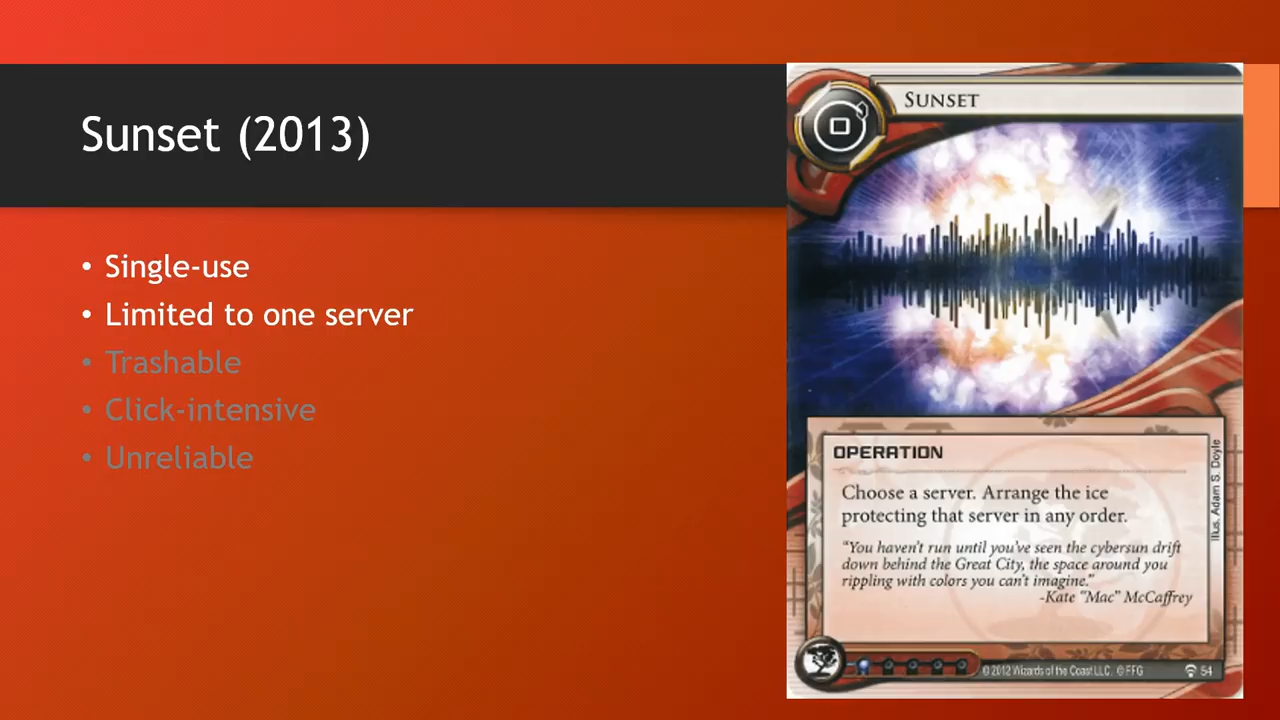 Sunset (2013)
• Single-use
• Limited to one server
• Trashable
• Click-intensive
• Unreliable
0
SUNSET
OPERATION
Choose a server. Arrange the ice
protecting that server in any order.
“You haven’t run until you’ve seen the cybersun drift
down behind the Great City, the space around you
rippling with colors you can’t imagine.”
-Kate “Mac” McCaffrey
Illus. Adam S. Doyle
©2012 Wizards of the Coast LLC. ©FFG
54